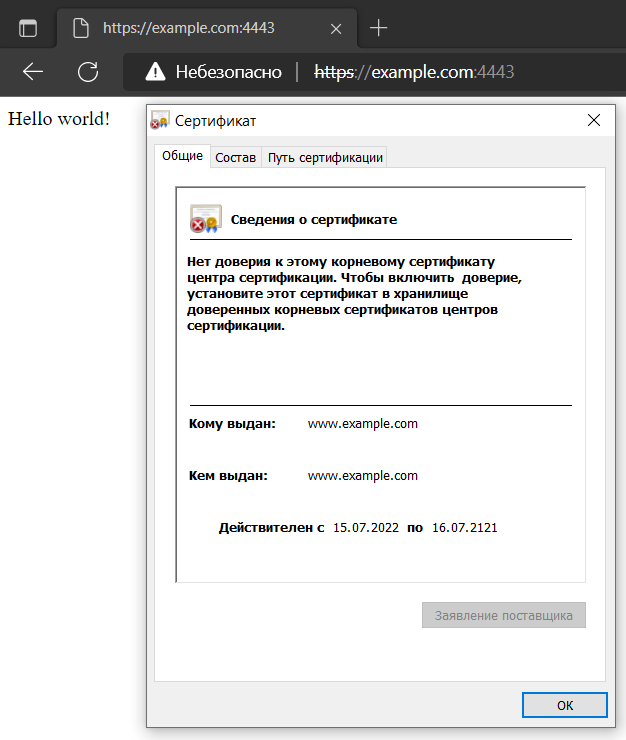 https://example.com:4443
Небезопасно | https://example.com:4443
Hello world!
Сертификат
Общие Состав Путь сертификации
Сведения о сертификате
Нет доверия к этому корневому сертификату
центра сертификации. Чтобы включить доверие,
установите этот сертификат в хранилище
доверенных корневых сертификатов центров
сертификации.
Кому выдан: www.example.com
Кем выдан: www.example.com
Действителен с 15.07.2022 по 16.07.2121
Заявление поставщика
ОК